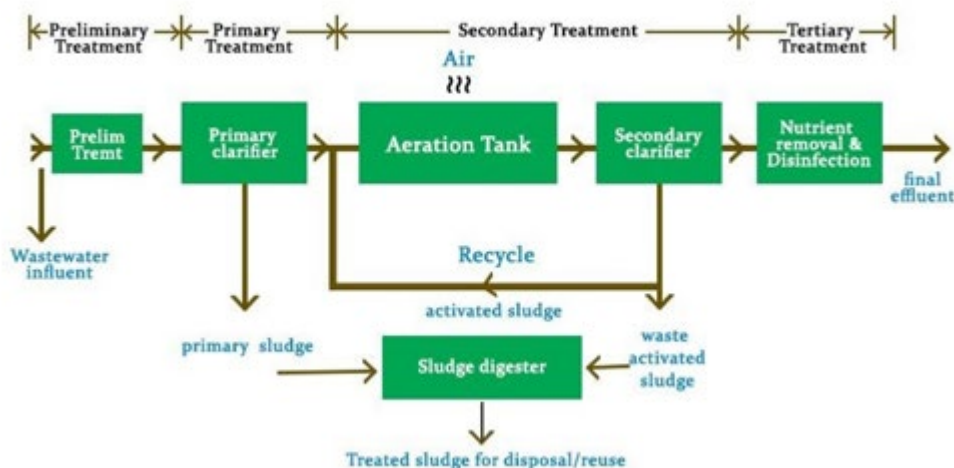 Preliminary
Treatment
Primary
Treatment
Secondary Treatment
Tertiary
Treatment
Air
Prelim
Tremt
Primary
clarifier
Aeration Tank
Secondary
clarifier
Nutrient
removal &
Disinfection
final
effluent
Wastewater
influent
Recycle
activated sludge
primary sludge
Sludge digester
waste
activated
sludge
Treated sludge for disposal/reuse